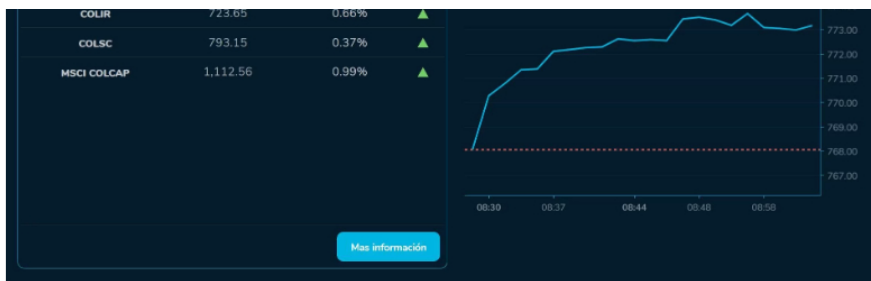 COLIR 723.65 0.66% ▲
COLSC 793.15 0.37% ▲
MSCI COLCAP 1,112.56 0.99% ▲
Mas información
773.00
772.00
771.00
770.00
769.00
768.00
767.00
08:30 08:37 08:44 08:48 08:58